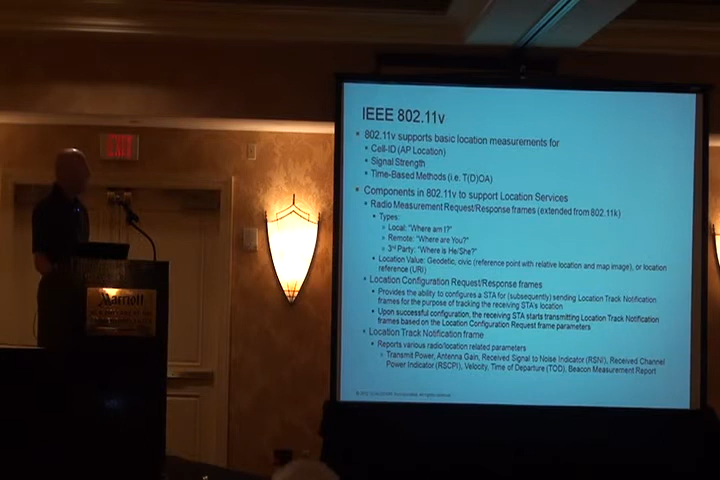 EXIT
Marriott
IEEE 802.11v
802.11v supports basic location measurements for
Cell-ID (AP Location)
Signal Strength
Time-Based Methods (i.e. T(D)OA)
Components in 802.11v to support Location Services
Radio Measurement Request/Response frames (extended from 802.11k)
Types:
Local: "Where am I?"
Remote: "Where are You?"
3rd Party: "Where is He/She?"
Location Value: Geodetic, civic (reference point with relative location and map image), or location
reference (URI)
Location Configuration Request/Response frames
Provides the ability to configure a STA for (subsequently) sending Location Track Notification
frames for the purpose of tracking the receiving STA's location
Upon successful configuration, the receiving STA starts transmitting Location Track Notification
frames based on the Location Configuration Request frame parameters
Location Track Notification frame
Reports various radio/location related parameters
Transmit Power, Antenna Gain, Received Signal to Noise Indicator (RSNI), Received Channel
Power Indicator (RSCPI), Velocity, Time of Departure (TOD), Beacon Measurement Report